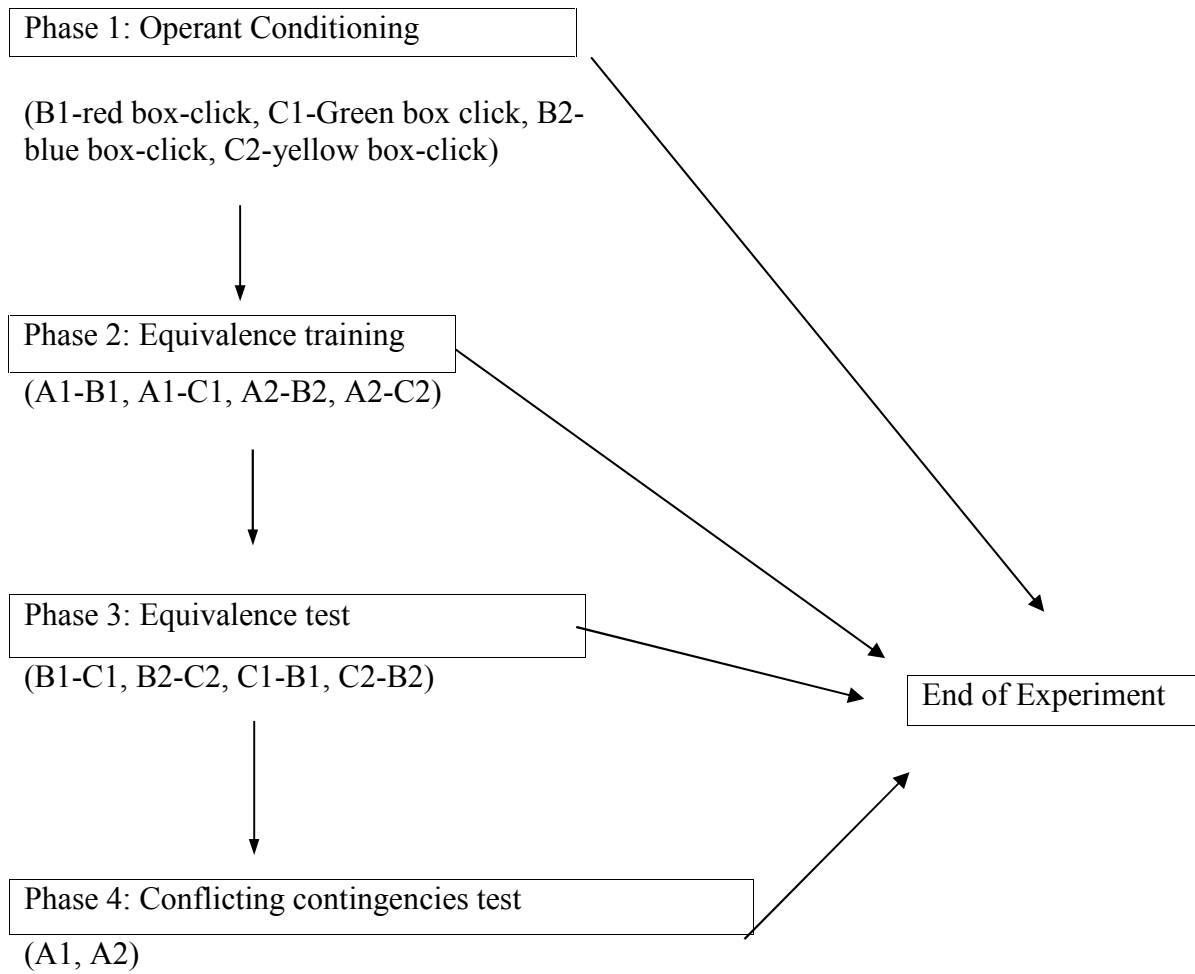 Phase 1: Operant Conditioning
(B1-red box-click, C1-Green box click, B2-
blue box-click, C2-yellow box-click)
Phase 2: Equivalence training
(A1-B1, A1-C1, A2-B2, A2-C2)
Phase 3: Equivalence test
(B1-C1, B2-C2, C1-B1, C2-B2)
End of Experiment
Phase 4: Conflicting contingencies test
(A1, A2)